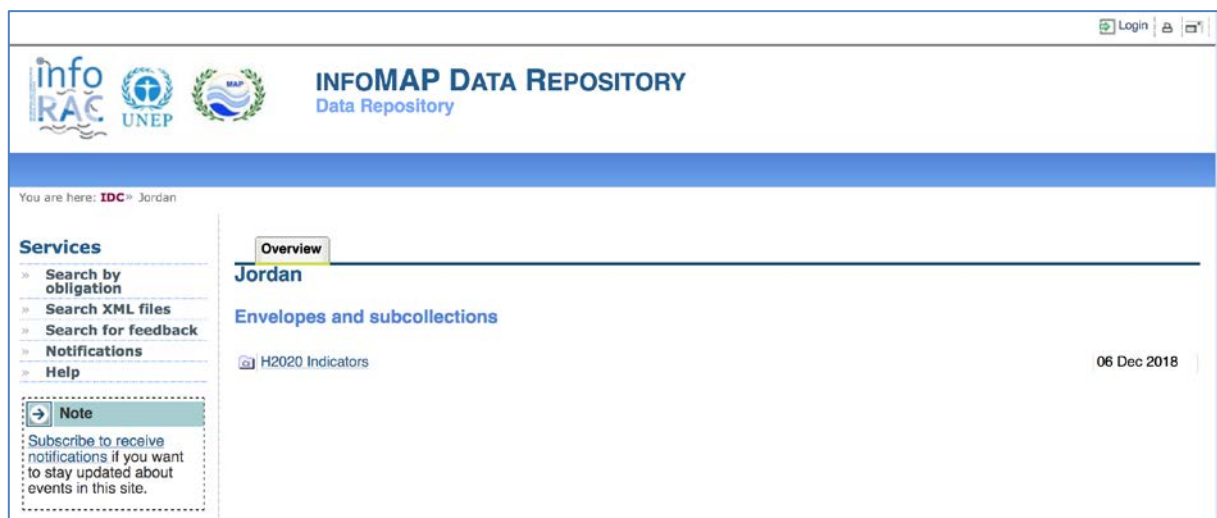 Login
info
RAC
UNEP
MAP
INFOMAP DATA REPOSITORY
Data Repository
You are here: IDC» Jordan
Services
» Search by
obligation
» Search XML files
» Search for feedback
» Notifications
» Help
Note
Subscribe to receive
notifications if you want
to stay updated about
events in this site.
Overview
Jordan
Envelopes and subcollections
H2020 Indicators 06 Dec 2018